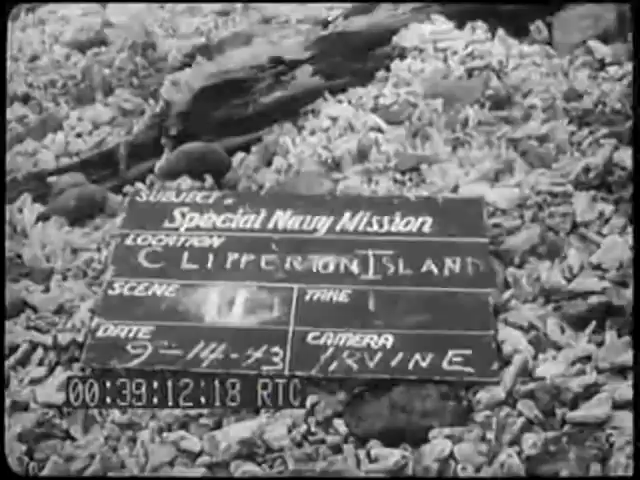 SUBJECT
Special Navy Mission
LOCATION
CLIPPERTON ISLAND
SCENE
TAKE 1
DATE
9-14-43
CAMERA
IRVINE
00:39:12:18 RTC